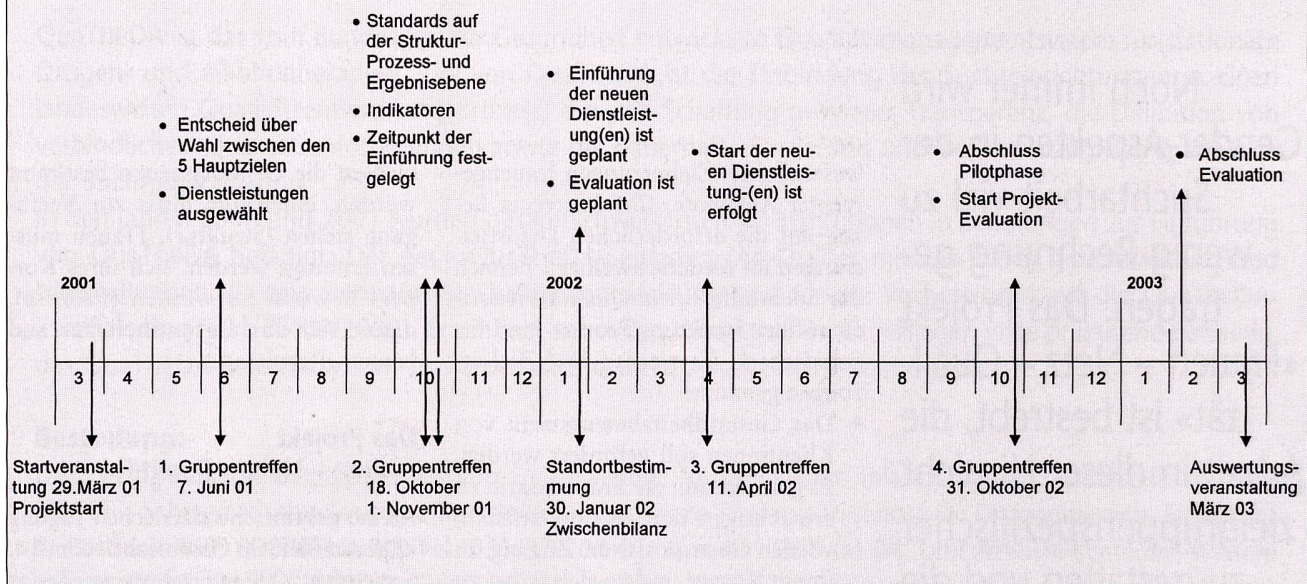 • Standards auf
der Struktur-
Prozess- und
Ergebnisebene
• Indikatoren
• Zeitpunkt der
Einführung fest-
gelegt
• Entscheid über
Wahl zwischen den
5 Hauptzielen
• Dienstleistungen
ausgewählt
• Einführung
der neuen
Dienstleist-
ung(en) ist
geplant
• Evaluation ist
geplant
• Start der neu-
en Dienstleis-
tung-(en) ist
erfolgt
• Abschluss
Pilotphase
• Start Projekt-
Evaluation
• Abschluss
Evaluation
2001
2002
2003
3 4 5 6 7 8 9 10 11 12 1 2 3 4 5 6 7 8 9 10 11 12 1 2 3
Startveranstal-
tung 29.März 01
Projektstart
1. Gruppentreffen
7. Juni 01
2. Gruppentreffen
18. Oktober
1. November 01
Standortbestim-
mung
30. Januar 02
Zwischenbilanz
3. Gruppentreffen
11. April 02
4. Gruppentreffen
31. Oktober 02
Auswertungs-
veranstaltung
März 03